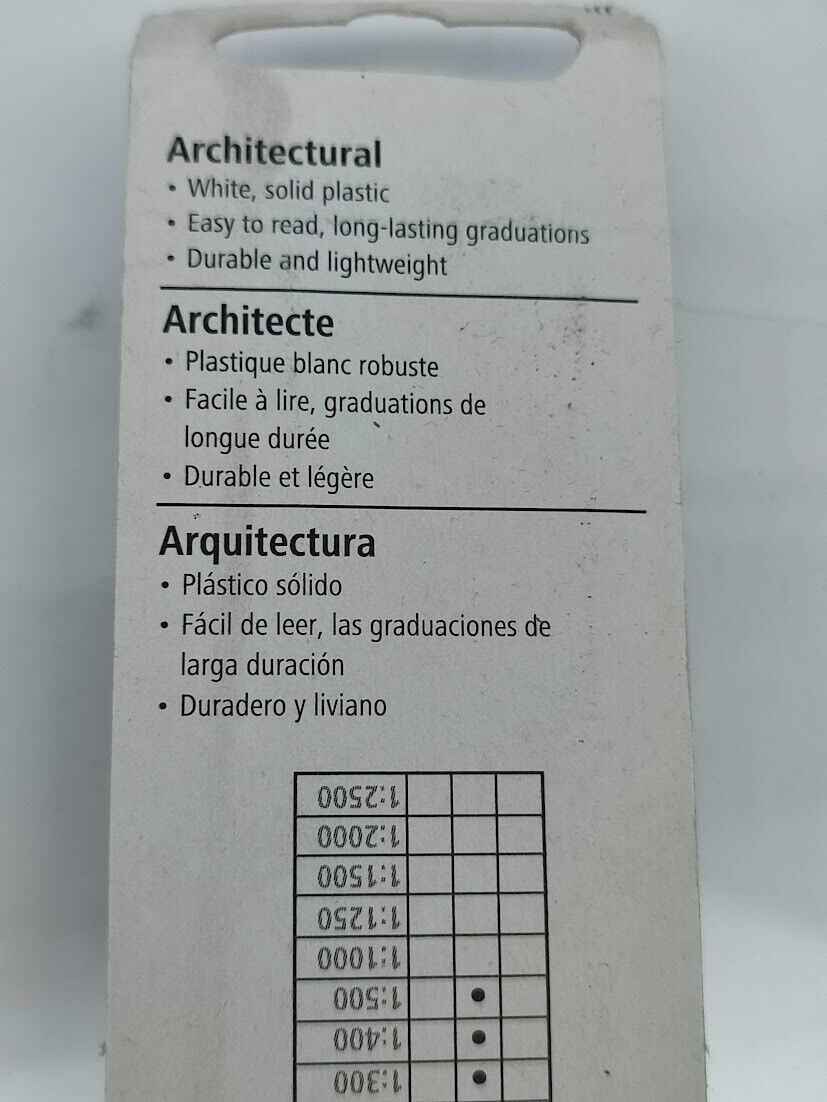 Architectural
• White, solid plastic
• Easy to read, long-lasting graduations
• Durable and lightweight
Architecte
• Plastique blanc robuste
• Facile à lire, graduations de
longue durée
• Durable et légère
Arquitectura
• Plástico sólido
• Fácil de leer, las graduaciones de
larga duración
• Duradero y liviano
1:2500
1:2000
1:1500
1:1250
1:1000
1:500 •
1:400 •
1:300 •